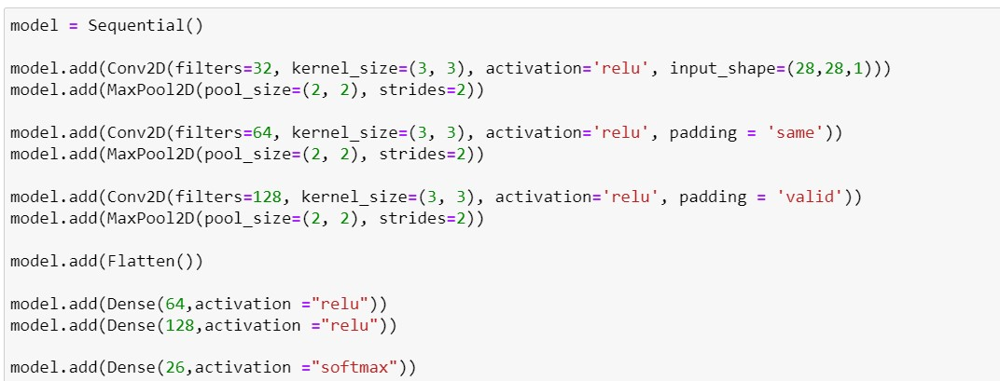 model = Sequential()
model.add(Conv2D(filters=32, kernel_size=(3, 3), activation='relu', input_shape=(28,28,1)))
model.add(MaxPool2D(pool_size=(2, 2), strides=2))
model.add(Conv2D(filters=64, kernel_size=(3, 3), activation='relu', padding = 'same'))
model.add(MaxPool2D(pool_size=(2, 2), strides=2))
model.add(Conv2D(filters=128, kernel_size=(3, 3), activation='relu', padding = 'valid'))
model.add(MaxPool2D(pool_size=(2, 2), strides=2))
model.add(Flatten())
model.add(Dense(64,activation ="relu"))
model.add(Dense(128,activation ="relu"))
model.add(Dense(26,activation ="softmax"))